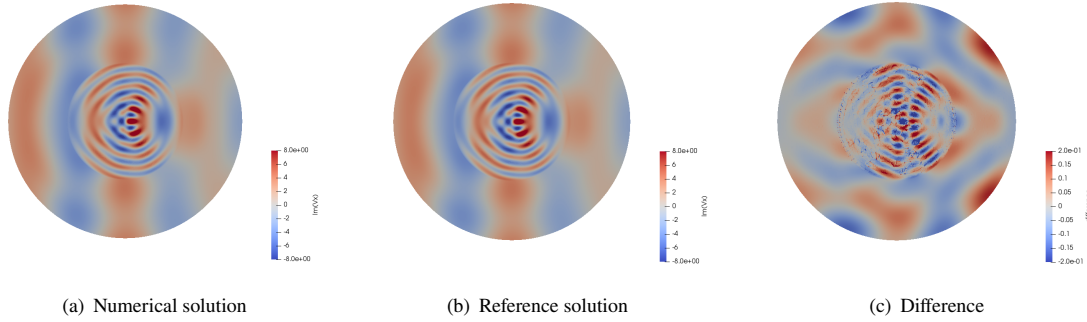 8.0e+00
6
4
2
0
-2
-4
-6
-8.0e+00
Im(Vx)
8.0e+00
6
4
2
0
-2
-4
-6
-8.0e+00
Im(Vx)
2.0e-01
0.15
0.1
0.05
0
-0.05
-0.1
-0.15
-2.0e-01
(a) Numerical solution
(b) Reference solution
(c) Difference